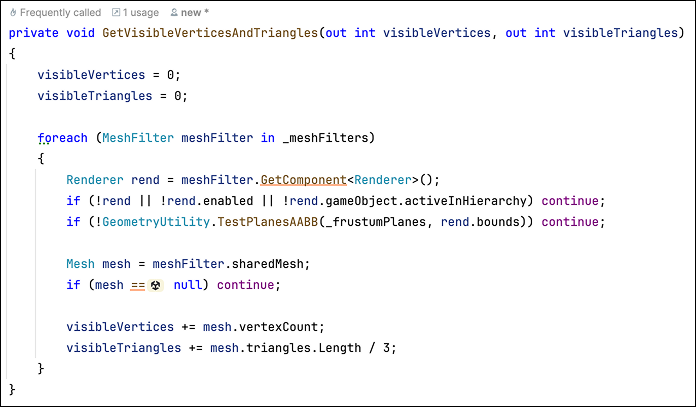 Frequently called 1 usage new *
private void GetVisibleVerticesAndTriangles(out int visibleVertices, out int visibleTriangles)
{
    visibleVertices = 0;
    visibleTriangles = 0;

    foreach (MeshFilter meshFilter in _meshFilters)
    {
        Renderer rend = meshFilter.GetComponent<Renderer>();
        if (!rend || !rend.enabled || !rend.gameObject.activeInHierarchy) continue;
        if (!GeometryUtility.TestPlanesAABB(_frustumPlanes, rend.bounds)) continue;

        Mesh mesh = meshFilter.sharedMesh;
        if (mesh == null) continue;

        visibleVertices += mesh.vertexCount;
        visibleTriangles += mesh.triangles.Length / 3;
    }
}